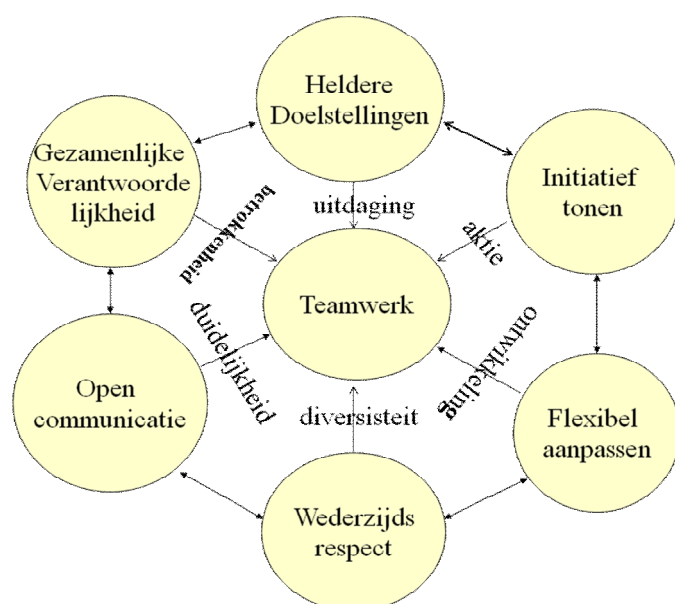 Heldere
Doelstellingen
Gezamenlijke
Verantwoorde
lijkheid
Initiatief
tonen
betrokkenheid
uitdaging
aktie
Teamwerk
duidelijkheid
ontwikkeling
Open
communicatie
diversisteit
Flexibel
aanpassen
Wederzijds
respect